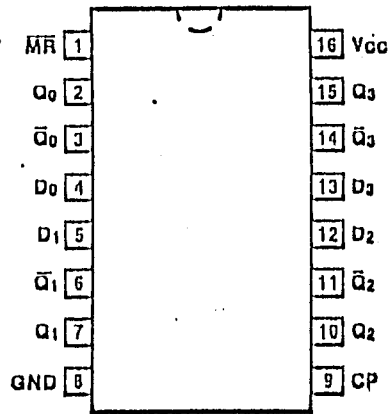 M̅R̅ 1 16 Vcc
Q₀ 2 15 Q₃
Q̅₀ 3 14 Q̅₃
D₀ 4 13 D₃
D₁ 5 12 D₂
Q̅₁ 6 11 Q̅₂
Q₁ 7 10 Q₂
GND 8 9 CP